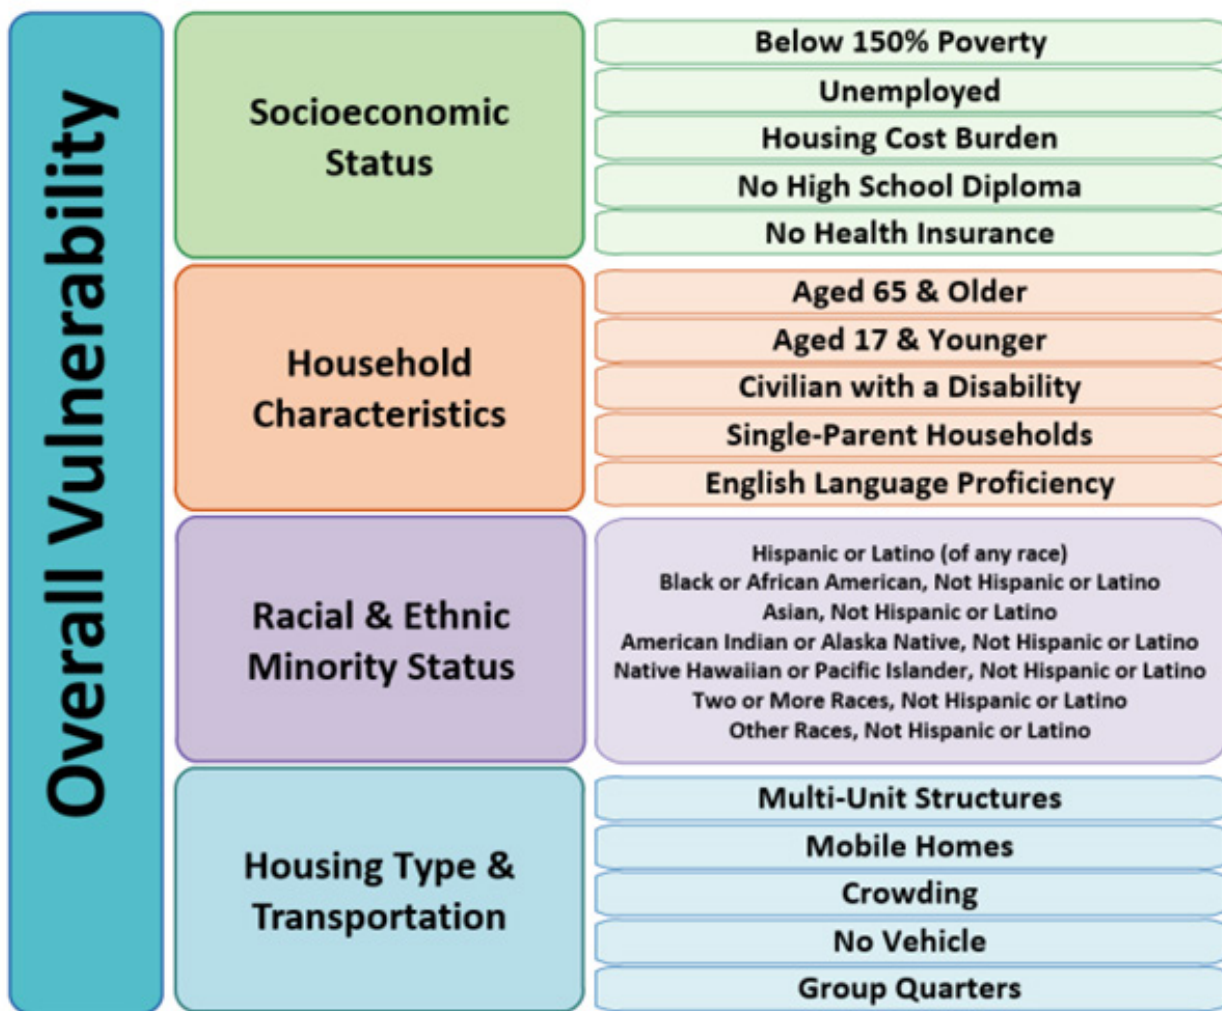 Overall Vulnerability
Socioeconomic
Status
Below 150% Poverty
Unemployed
Housing Cost Burden
No High School Diploma
No Health Insurance
Household
Characteristics
Aged 65 & Older
Aged 17 & Younger
Civilian with a Disability
Single-Parent Households
English Language Proficiency
Racial & Ethnic
Minority Status
Hispanic or Latino (of any race)
Black or African American, Not Hispanic or Latino
Asian, Not Hispanic or Latino
American Indian or Alaska Native, Not Hispanic or Latino
Native Hawaiian or Pacific Islander, Not Hispanic or Latino
Two or More Races, Not Hispanic or Latino
Other Races, Not Hispanic or Latino
Housing Type &
Transportation
Multi-Unit Structures
Mobile Homes
Crowding
No Vehicle
Group Quarters